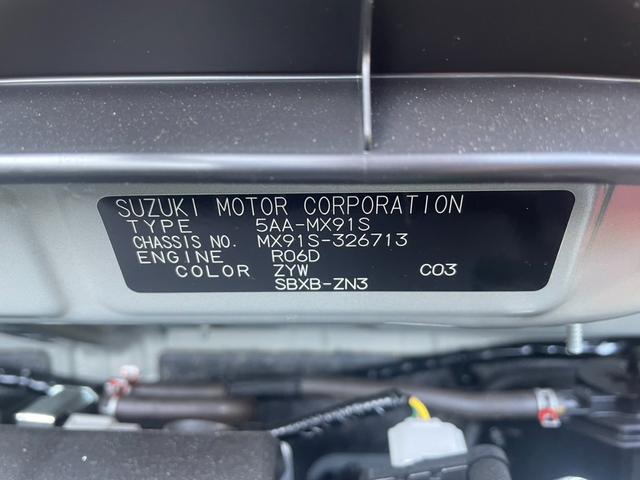 SUZUKI MOTOR CORPORATION
TYPE 5AA-MX91S
CHASSIS NO. MX91S-326713
ENGINE R06D
COLOR ZYW C03
SBXB-ZN3